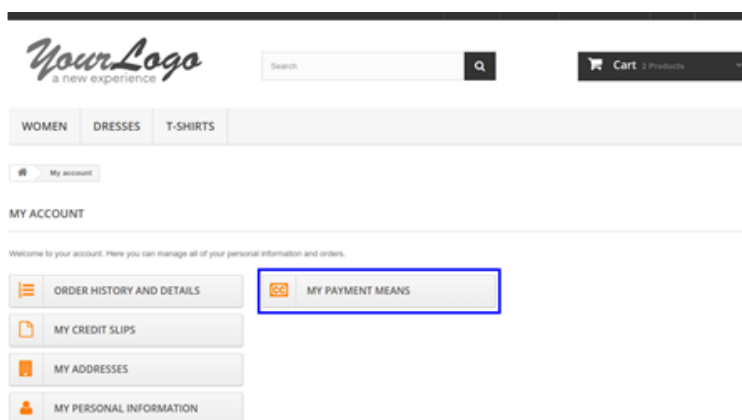 YourLogo
a new experience
Search
Cart 2 Products
WOMEN DRESSES T-SHIRTS
My account
MY ACCOUNT
Welcome to your account. Here you can manage all of your personal information and orders.
ORDER HISTORY AND DETAILS
CC MY PAYMENT MEANS
MY CREDIT SLIPS
MY ADDRESSES
MY PERSONAL INFORMATION